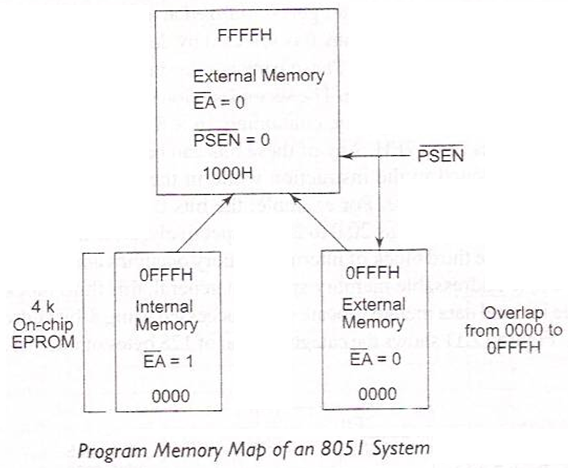 FFFFH
External Memory
EA = 0
PSEN = 0
1000H
PSEN
4 k
On-chip
EPROM
0FFFH
Internal
Memory
EA = 1
0000
0FFFH
External
Memory
EA = 0
0000
Overlap
from 0000 to
0FFFH
Program Memory Map of an 8051 System